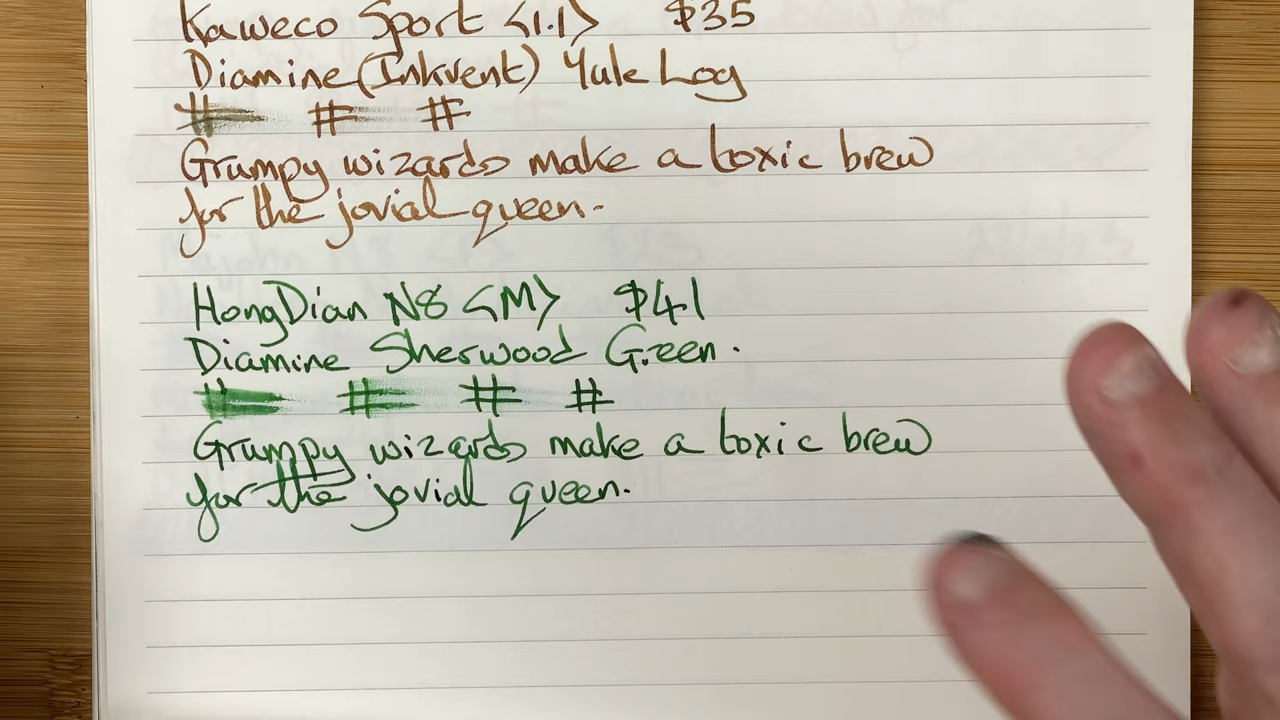 Kaweco Sport <1.1> $35
Diamine (Inkvent) Yule Log
# # #
Grumpy wizards make a toxic brew
for the jovial queen.
HongDian N8 <M> $41
Diamine Sherwood Green.
# # # #
Grumpy wizards make a toxic brew
for the jovial queen.